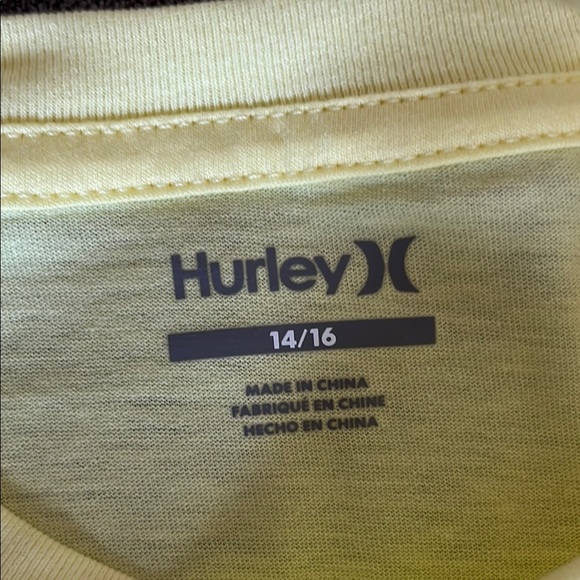 Hurley
14/16
MADE IN CHINA
FABRIQUÉ EN CHINE
HECHO EN CHINA